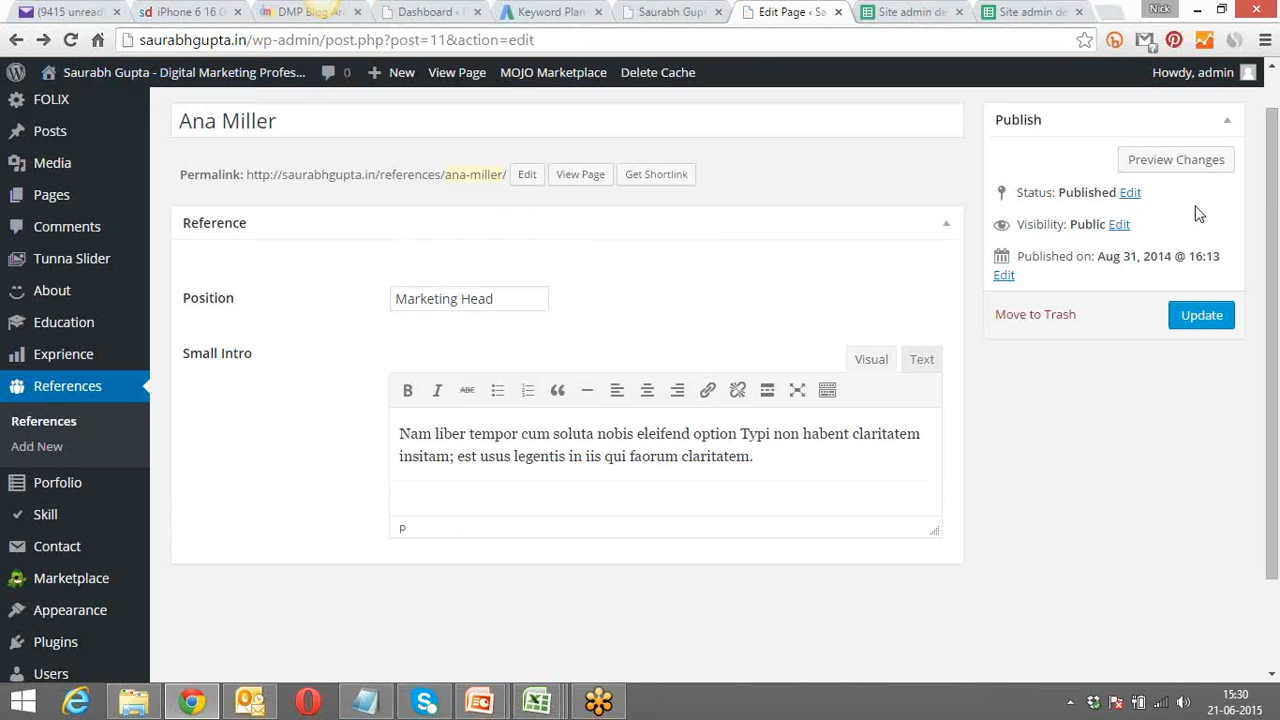 (9415 unread)
sd iPhone 6 16 G
DMP Blog An
Dashboard
Keyword Plan
Saurabh Gupt
Edit Page ‹ Sa
Site admin de
Site admin de
Nick
saurabhgupta.in/wp-admin/post.php?post=11&action=edit
Saurabh Gupta - Digital Marketing Profes... 0 New View Page MOJO Marketplace Delete Cache Howdy, admin
FOLIX
Posts
Media
Pages
Comments
Tunna Slider
About
Education
Exprience
References
References
Add New
Porfolio
Skill
Contact
Marketplace
Appearance
Plugins
Users
Ana Miller
Permalink: http://saurabhgupta.in/references/ana-miller/ Edit View Page Get Shortlink
Reference
Position Marketing Head
Small Intro
Visual Text
B I ABC
Nam liber tempor cum soluta nobis eleifend option Typi non habent claritatem
insitam; est usus legentis in iis qui faorum claritatem.
p
Publish
Preview Changes
Status: Published Edit
Visibility: Public Edit
Published on: Aug 31, 2014 @ 16:13
Edit
Move to Trash Update
15:30
21-06-2015